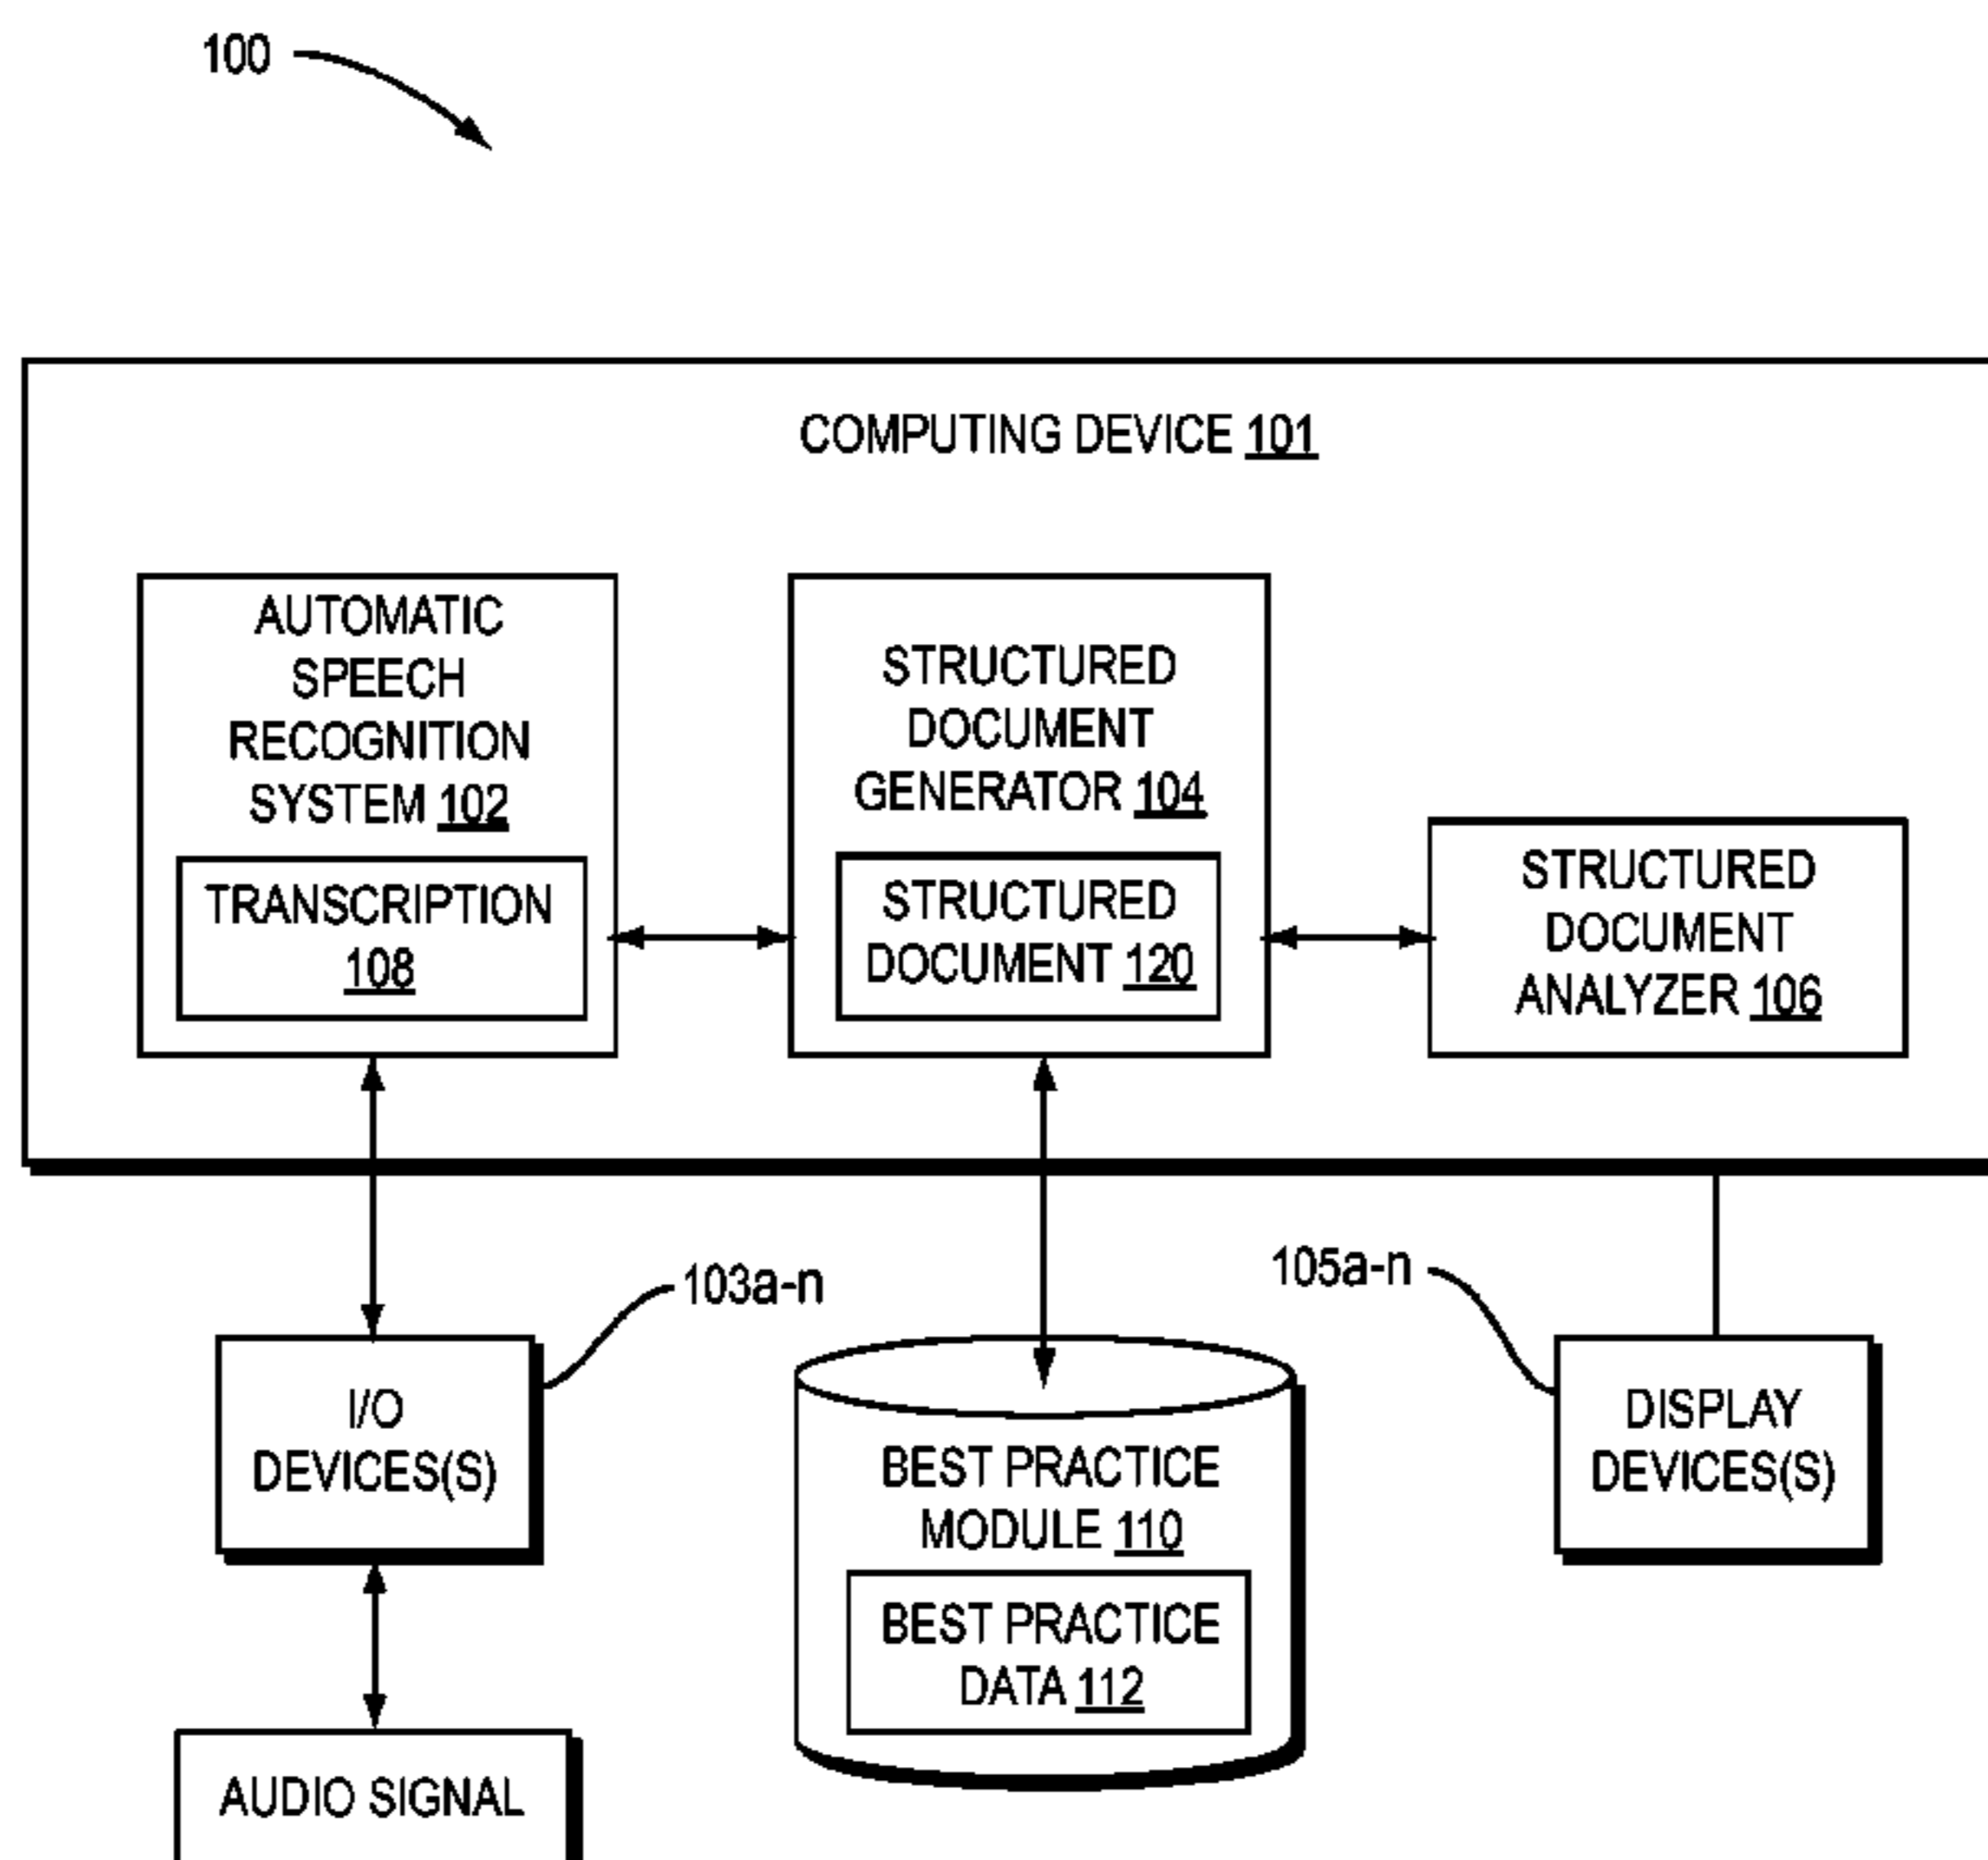 100
COMPUTING DEVICE 101
AUTOMATIC
SPEECH
RECOGNITION
SYSTEM 102
TRANSCRIPTION
108
STRUCTURED
DOCUMENT
GENERATOR 104
STRUCTURED
DOCUMENT 120
STRUCTURED
DOCUMENT
ANALYZER 106
103a-n
105a-n
I/O
DEVICES(S)
BEST PRACTICE
MODULE 110
BEST PRACTICE
DATA 112
DISPLAY
DEVICES(S)
AUDIO SIGNAL